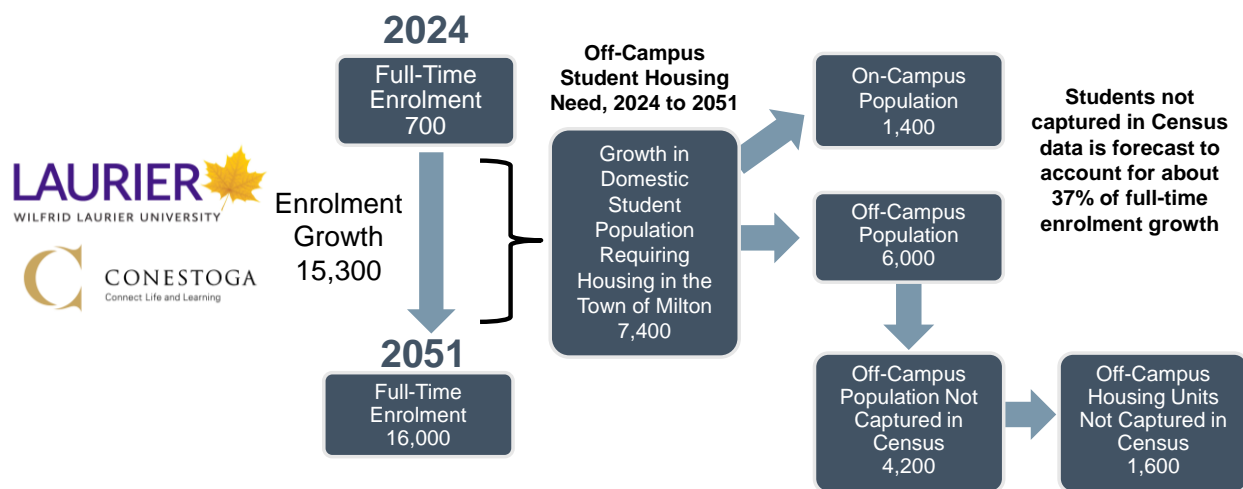 2024
Full-Time
Enrolment
700
LAURIER
WILFRID LAURIER UNIVERSITY
C CONESTOGA
Connect Life and Learning
Enrolment
Growth
15,300
2051
Full-Time
Enrolment
16,000
Off-Campus
Student Housing
Need, 2024 to 2051
Growth in
Domestic
Student
Population
Requiring
Housing in the
Town of Milton
7,400
On-Campus
Population
1,400
Off-Campus
Population
6,000
Off-Campus
Population Not
Captured in
Census
4,200
Off-Campus
Housing Units
Not Captured in
Census
1,600
Students not
captured in Census
data is forecast to
account for about
37% of full-time
enrolment growth